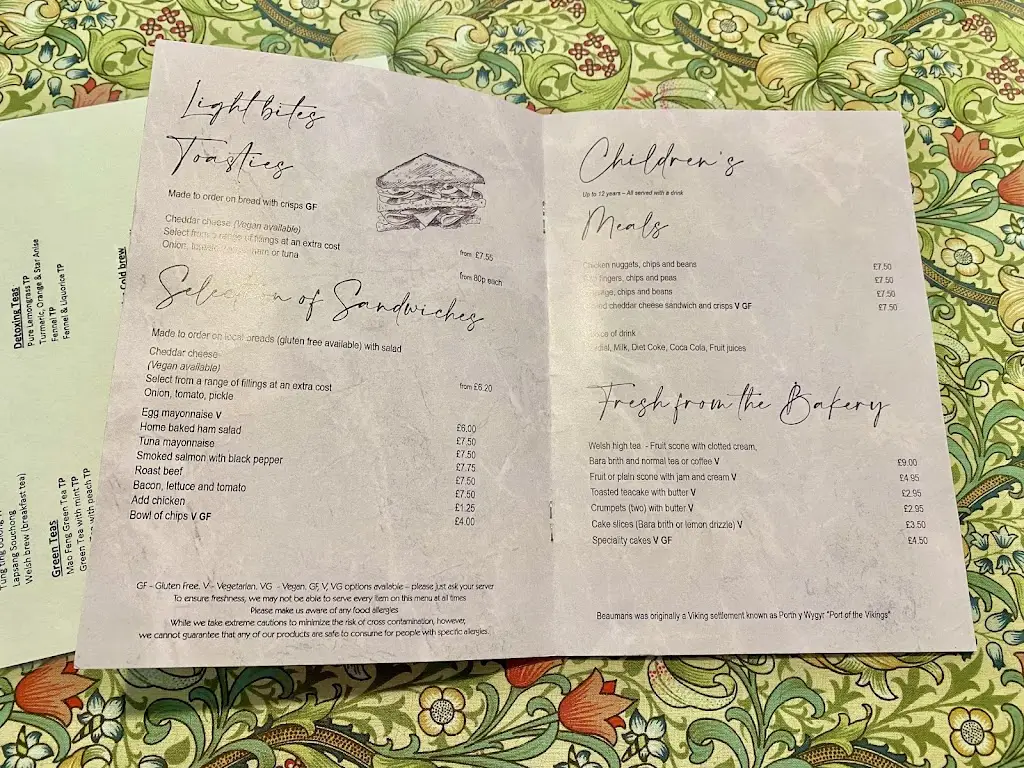 Light bites
Toasties
Made to order on bread with crisps GF
Cheddar cheese (Vegan available)
Select from a range of fillings at an extra cost
Onion, ham or tuna
from £7.55
from 80p each
Selection of Sandwiches
Made to order on local breads (gluten free available) with salad
Cheddar cheese
(Vegan available)
Select from a range of fillings at an extra cost
Onion, tomato, pickle
from £6.20
Egg mayonnaise V £6.00
Home baked ham salad £7.50
Tuna mayonnaise £7.50
Smoked salmon with black pepper £7.75
Roast beef £7.50
Bacon, lettuce and tomato £7.50
Add chicken £1.25
Bowl of chips V GF £4.00
GF – Gluten Free, V – Vegetarian, VG - Vegan, GF, V, VG options available – please just ask your server
To ensure freshness, we may not be able to serve every item on this menu at all times
Please make us aware of any food allergies
While we take extreme cautions to minimize the risk of cross contamination, however,
we cannot guarantee that any of our products are safe to consume for people with specific allergies.
Children's
Up to 12 years – All served with a drink
Meals
Chicken nuggets, chips and beans £7.50
fingers, chips and peas £7.50
chips and beans £7.50
cheddar cheese sandwich and crisps V GF £7.50
of drink
Milk, Diet Coke, Coca Cola, Fruit juices
Fresh from the Bakery
Welsh high tea - Fruit scone with clotted cream,
Bara brith and normal tea or coffee V £9.00
Fruit or plain scone with jam and cream V £4.95
Toasted teacake with butter V £2.95
Crumpets (two) with butter V £2.95
Cake slices (Bara brith or lemon drizzle) V £3.50
Speciality cakes V GF £4.50
Beaumans was originally a Viking settlement known as Porth y Wygyr "Port of the Vikings"
Detoxing Teas
Pure Lemongrass TP
Turmeric, Orange & Star Anise
Fennel TP
Fennel & Liquorice TP
Cold brew
Lapsang Souchong
Welsh brew (breakfast tea)
Green Teas
Mao Feng Green Tea TP
Green Tea with mint TP
with peach TP